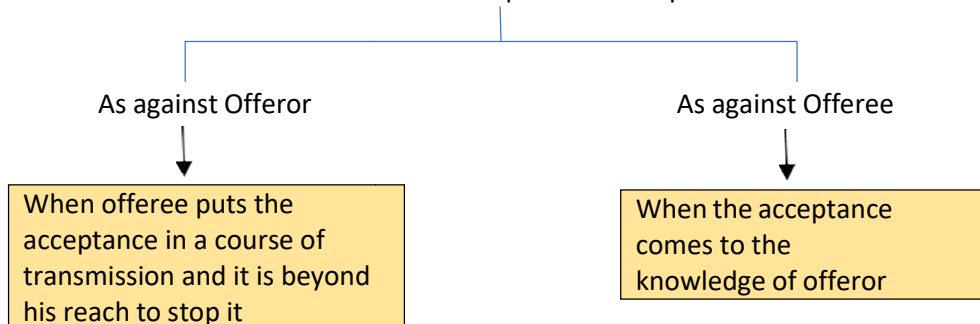 As against Offeror
As against Offeree
When offeree puts the
acceptance in a course of
transmission and it is beyond
his reach to stop it
When the acceptance
comes to the
knowledge of offeror